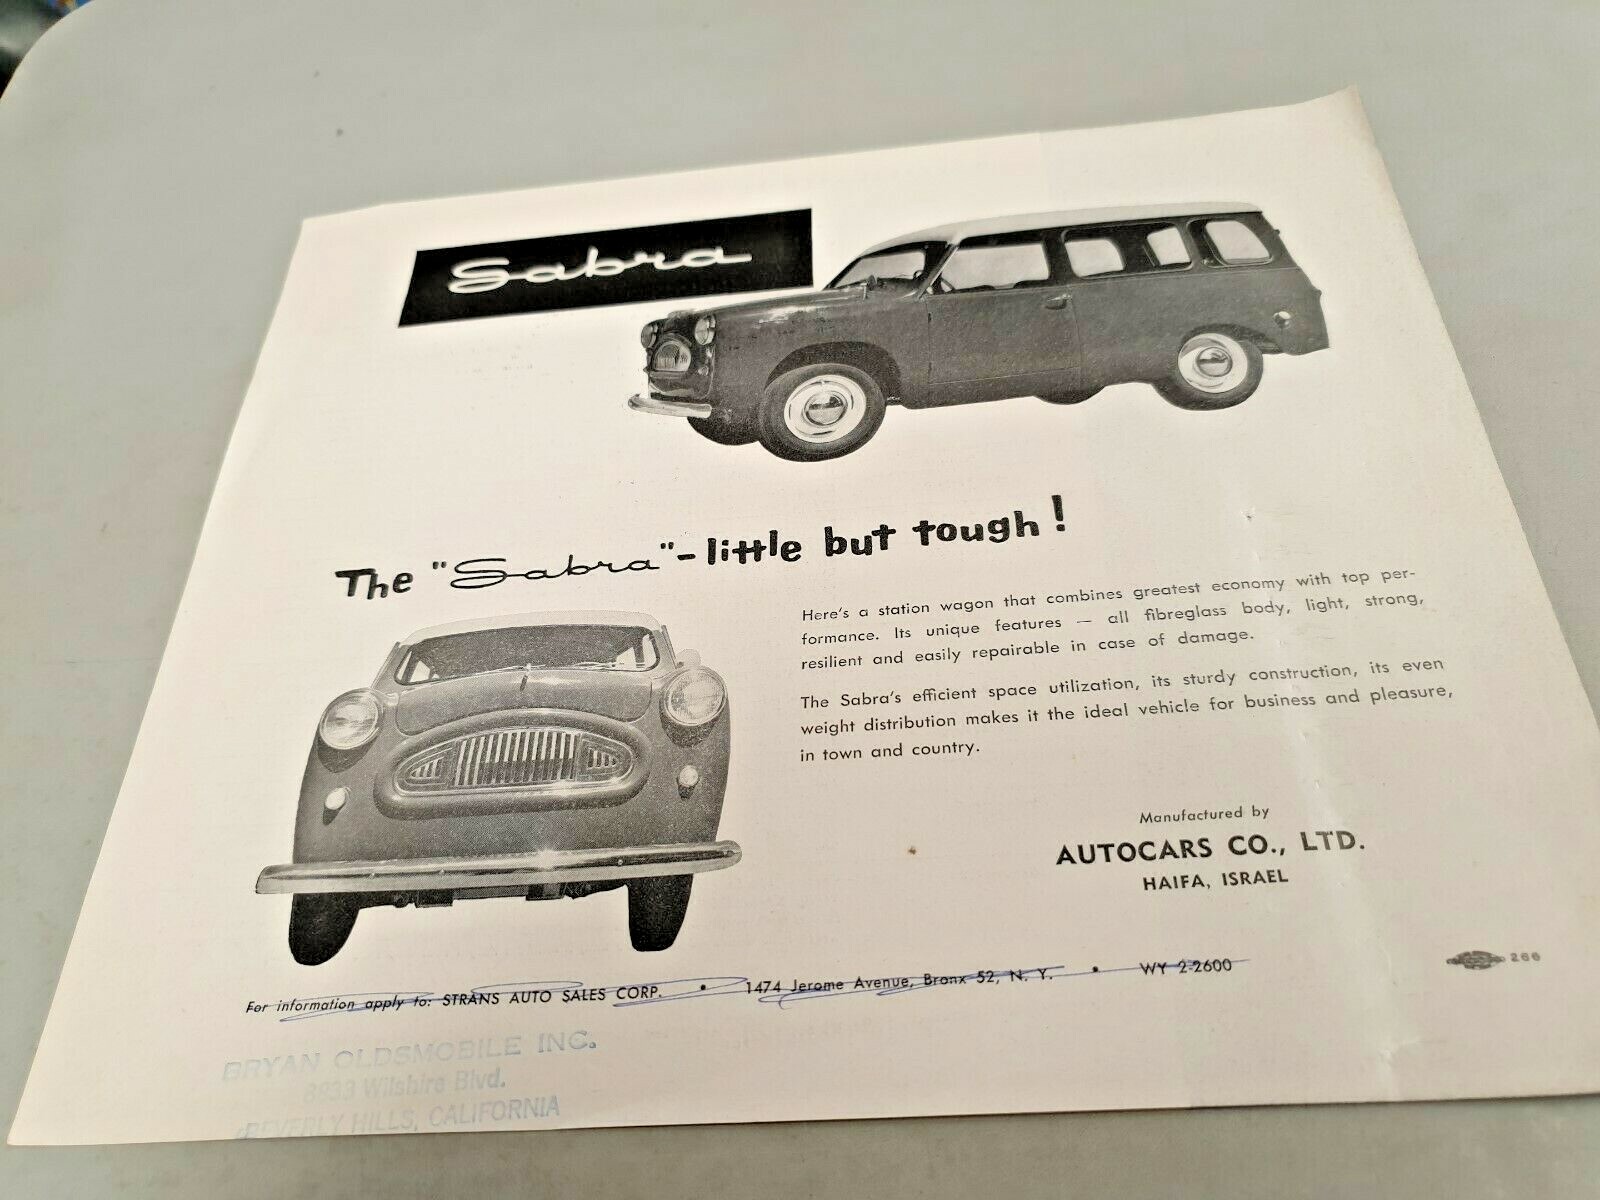 Sabra
The "Sabra" - little but tough!
Here's a station wagon that combines greatest economy with top per-
formance. Its unique features — all fibreglass body, light, strong,
resilient and easily repairable in case of damage.
The Sabra's efficient space utilization, its sturdy construction, its even
weight distribution makes it the ideal vehicle for business and pleasure,
in town and country.
Manufactured by
AUTOCARS CO., LTD.
HAIFA, ISRAEL
266
For information apply to: STRANS AUTO SALES CORP. • 1474 Jerome Avenue, Bronx 52, N. Y. • WY 2-2600
BRYAN OLDSMOBILE INC.
8833 Wilshire Blvd.
BEVERLY HILLS, CALIFORNIA